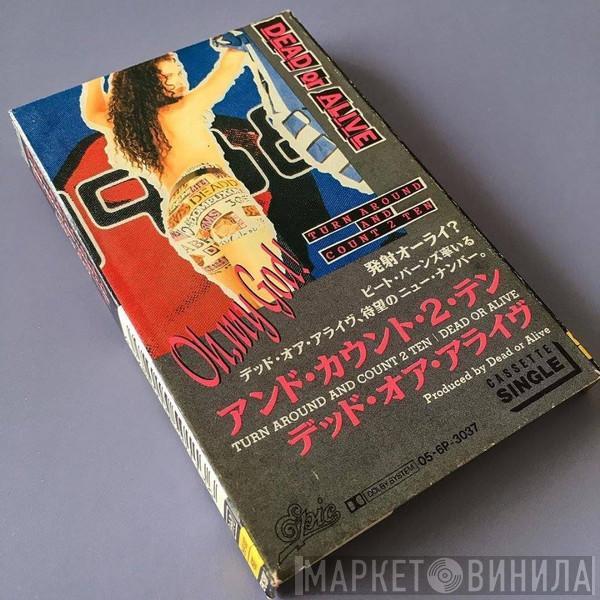 DEAD or ALIVE
TURN AROUND
AND
COUNT 2 TEN
DEADD
Oh, my God!
発射オーライ?
ピート・バーンズ率いる
デッド・オア・アライヴ、待望のニュー・ナンバー。
アンド・カウント・2・テン
TURN AROUND AND COUNT 2 TEN | DEAD OR ALIVE
デッド・オア・アライヴ
Produced by Dead or Alive
CASSETTE
SINGLE
Epic
DOLBY SYSTEM
05・6P-3037
МАРКЕТ ВИНИЛА